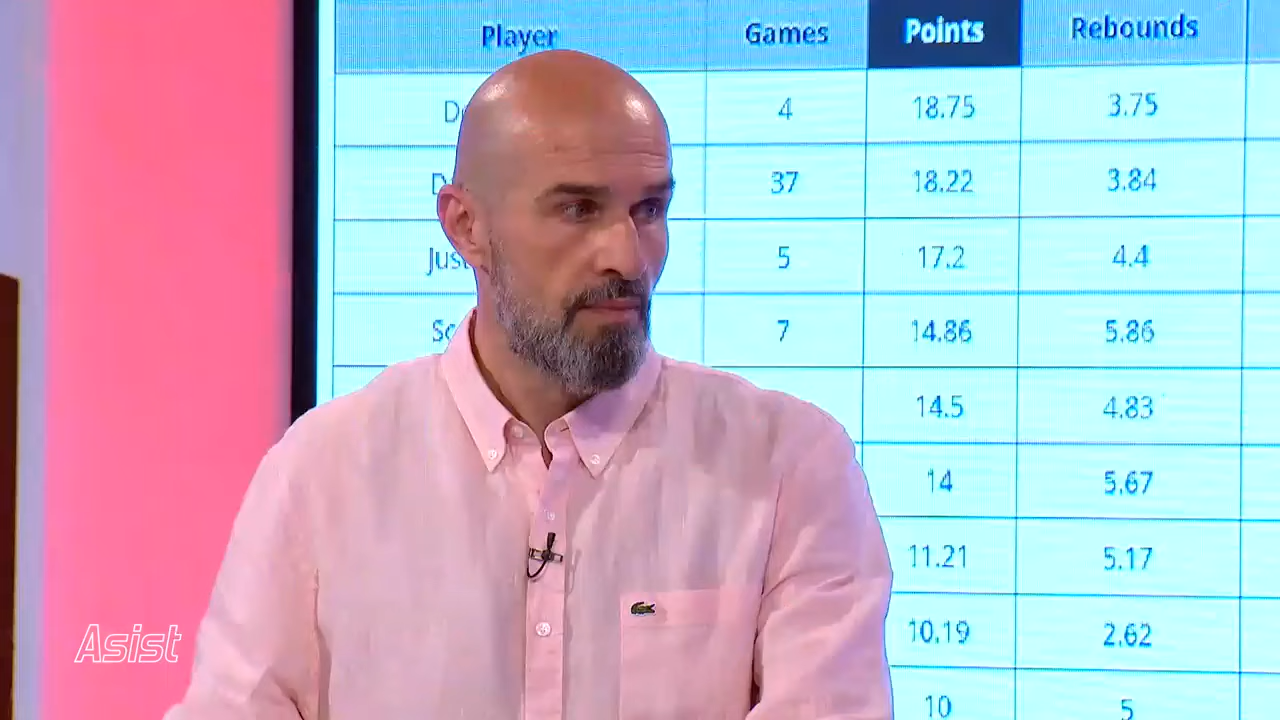 Player Games Points Rebounds
4 18.75 3.75
37 18.22 3.84
5 17.2 4.4
7 14.86 5.86
14.5 4.83
14 5.67
11.21 5.17
10.19 2.62
10 5
Asist